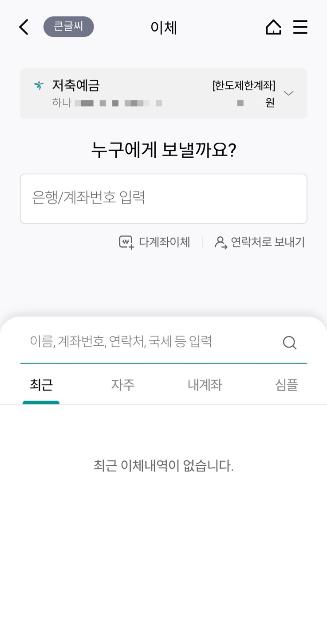 큰글씨 이체
저축예금 [한도제한계좌]
하나 원
누구에게 보낼까요?
은행/계좌번호 입력
다계좌이체 연락처로 보내기
이름, 계좌번호, 연락처, 국세 등 입력
최근 자주 내계좌 심플
최근 이체내역이 없습니다.